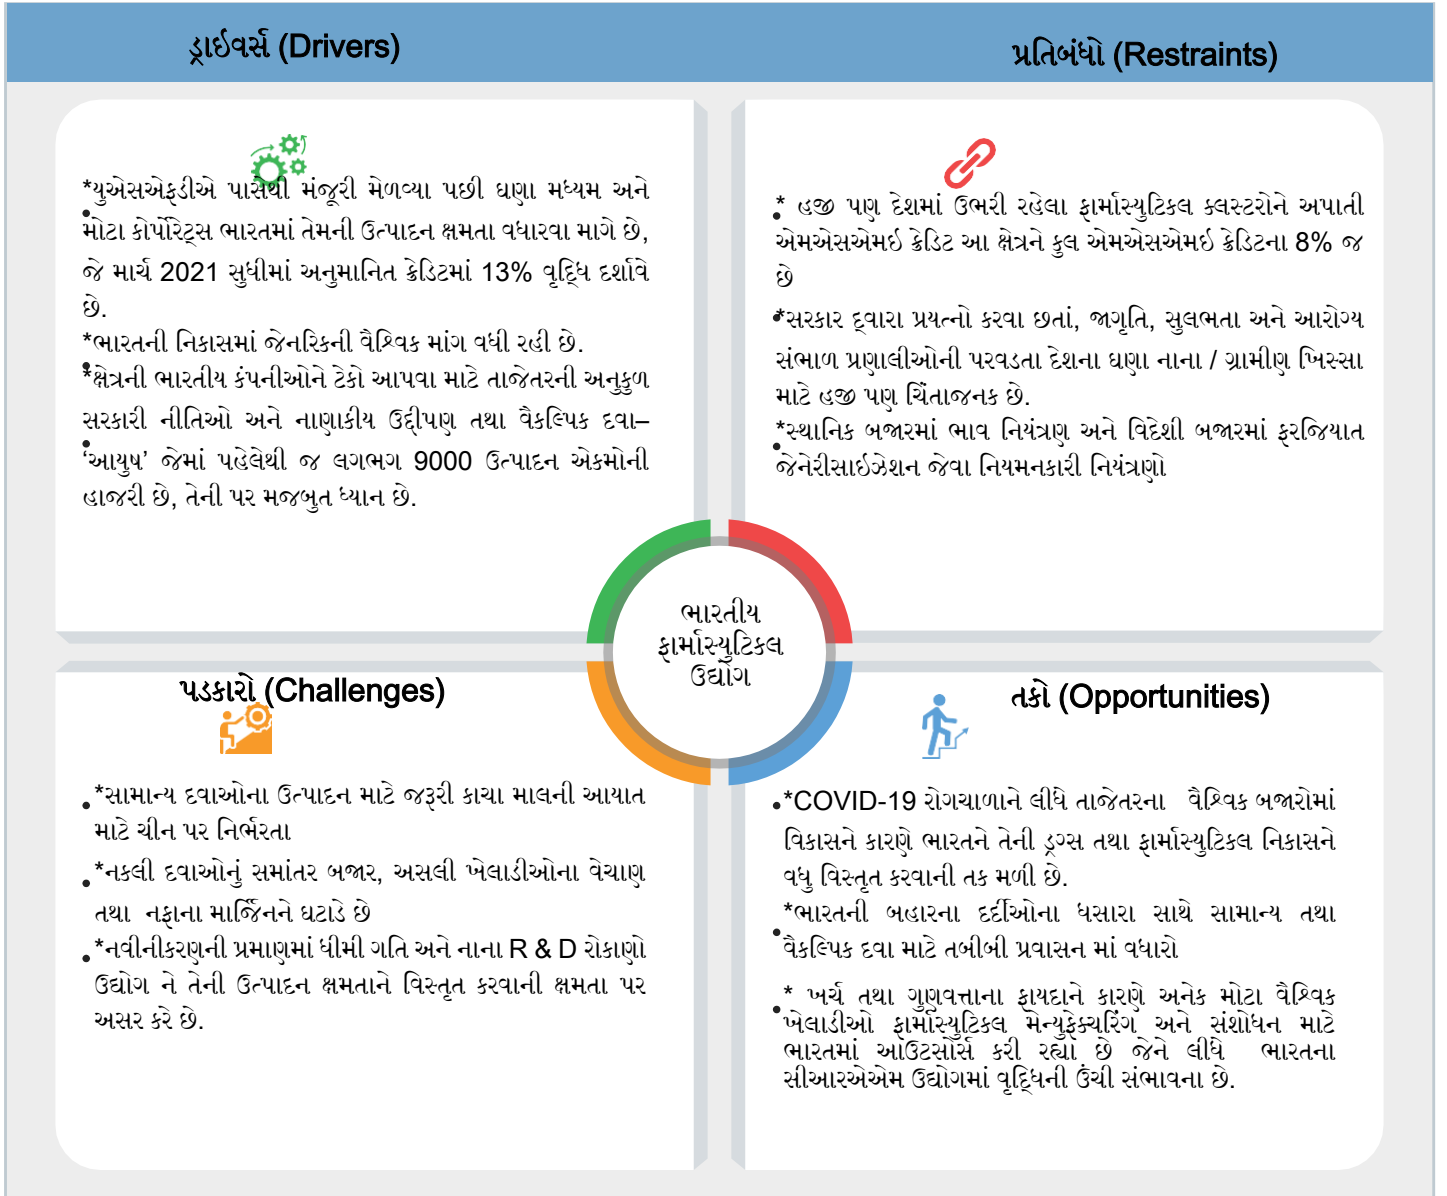 ડ્રાઇવર્સ (Drivers)
*યુએસએફડીએ પાસેથી મંજૂરી મેળવ્યા પછી ઘણા મધ્યમ અને
મોટા કોર્પોરેટ્સ ભારતમાં તેમની ઉત્પાદન ક્ષમતા વધારવા માગે છે,
જે માર્ચ 2021 સુધીમાં અનુમાનિત ક્રેડિટમાં 13% વૃદ્ધિ દર્શાવે
છે.
*ભારતની નિકાસમાં જેનરિકની વૈશ્વિક માંગ વધી રહી છે.
*ક્ષેત્રની ભારતીય કંપનીઓને ટેકો આપવા માટે તાજેતરની અનુકુળ
સરકારી નીતિઓ અને નાણાકીય ઉદ્દીપણ તથા વૈકલ્પિક દવા–
‘આયુષ’ જેમાં પહેલેથી જ લગભગ 9000 ઉત્પાદન એકમોની
હાજરી છે, તેની પર મજબુત ધ્યાન છે.
પ્રતિબંધો (Restraints)
* હજી પણ દેશમાં ઉભરી રહેલા ફાર્માસ્યુટિકલ ક્લસ્ટરોને અપાતી
એમએસએમઇ ક્રેડિટ આ ક્ષેત્રને કુલ એમએસએમઇ ક્રેડિટના 8% જ
છે
*સરકાર દ્વારા પ્રયત્નો કરવા છતાં, જાગૃતિ, સુલભતા અને આરોગ્ય
સંભાળ પ્રણાલીઓની પરવડતા દેશના ઘણા નાના / ગ્રામીણ ખિસ્સા
માટે હજી પણ ચિંતાજનક છે.
*સ્થાનિક બજારમાં ભાવ નિયંત્રણ અને વિદેશી બજારમાં ફરજિયાત
જેનેરીસાઇઝેશન જેવા નિયમનકારી નિયંત્રણો
ભારતીય
ફાર્માસ્યુટિકલ
ઉદ્યોગ
પડકારો (Challenges)
*સામાન્ય દવાઓના ઉત્પાદન માટે જરૂરી કાચા માલની આયાત
માટે ચીન પર નિર્ભરતા
*નકલી દવાઓનું સમાંતર બજાર, અસલી ખેલાડીઓના વેચાણ
તથા નફાના માર્જિનને ઘટાડે છે
*નવીનીકરણની પ્રમાણમાં ધીમી ગતિ અને નાના R & D રોકાણો
ઉદ્યોગ ને તેની ઉત્પાદન ક્ષમતાને વિસ્તૃત કરવાની ક્ષમતા પર
અસર કરે છે.
તકો (Opportunities)
*COVID-19 રોગચાળાને લીધે તાજેતરના વૈશ્વિક બજારોમાં
વિકાસને કારણે ભારતને તેની ડ્રગ્સ તથા ફાર્માસ્યુટિકલ નિકાસને
વધુ વિસ્તૃત કરવાની તક મળી છે.
*ભારતની બહારના દર્દીઓના ધસારા સાથે સામાન્ય તથા
વૈકલ્પિક દવા માટે તબીબી પ્રવાસન માં વધારો
* ખર્ચ તથા ગુણવત્તાના ફાયદાને કારણે અનેક મોટા વૈશ્વિક
ખેલાડીઓ ફાર્માસ્યુટિકલ મેન્યુફેક્ચરિંગ અને સંશોધન માટે
ભારતમાં આઉટસોર્સ કરી રહ્યા છે જેને લીધે ભારતના
સીઆરએએમ ઉદ્યોગમાં વૃદ્ધિની ઉંચી સંભાવના છે.